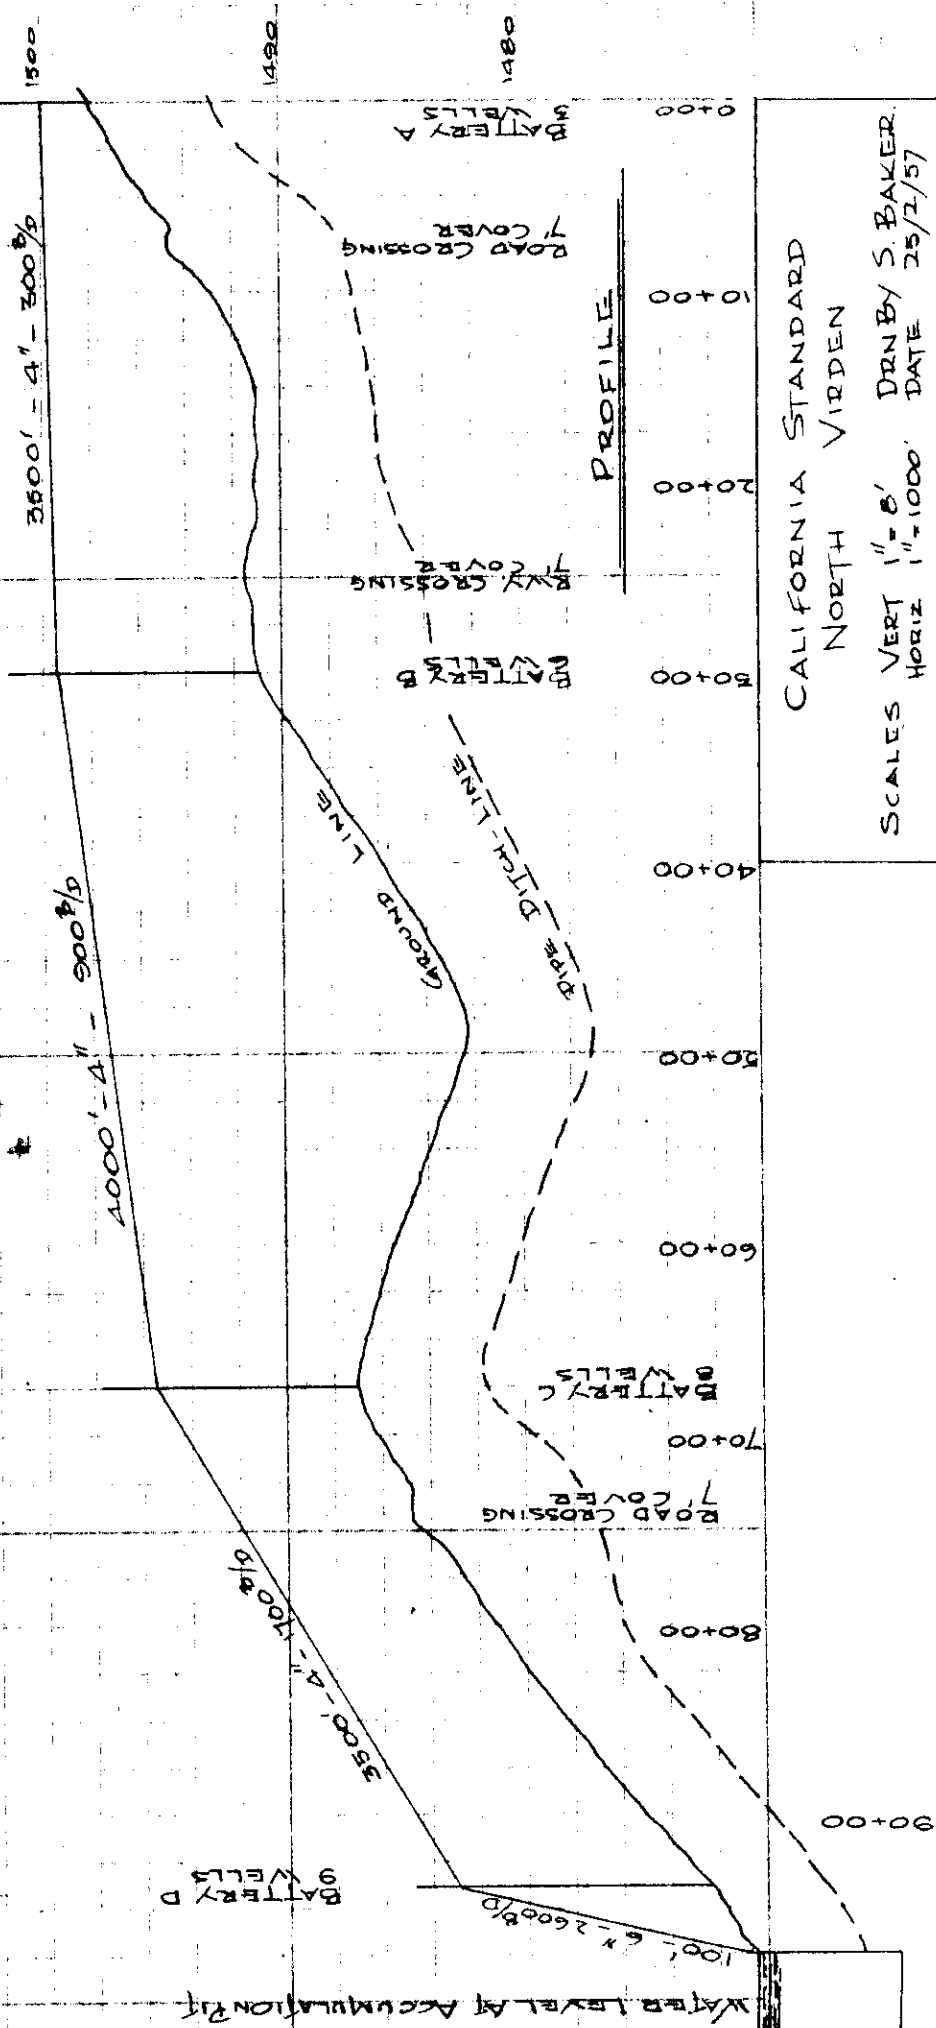 1500
1490
1480
3500' - 4" - 300 B/D
4000' - 4" - 900 B/D
3500' - 4" - 1700 B/D
100' - 6" - 2600 B/D
GROUND LINE
PIPE DITCH-LINE
BATTERY A
3 WELLS
ROAD CROSSING
7' COVER
RWY. CROSSING
7' COVER
BATTERY B
6 WELLS
BATTERY C
8 WELLS
ROAD CROSSING
7' COVER
BATTERY D
9 WELLS
WATER LEVEL AT ACCUMULATION PIT
0+00
10+00
20+00
30+00
40+00
50+00
60+00
70+00
80+00
90+00
PROFILE
CALIFORNIA STANDARD
NORTH VIRDEN
SCALES VERT 1" = 8' DRN BY S. BAKER.
HORIZ 1" = 1000' DATE 25/2/57